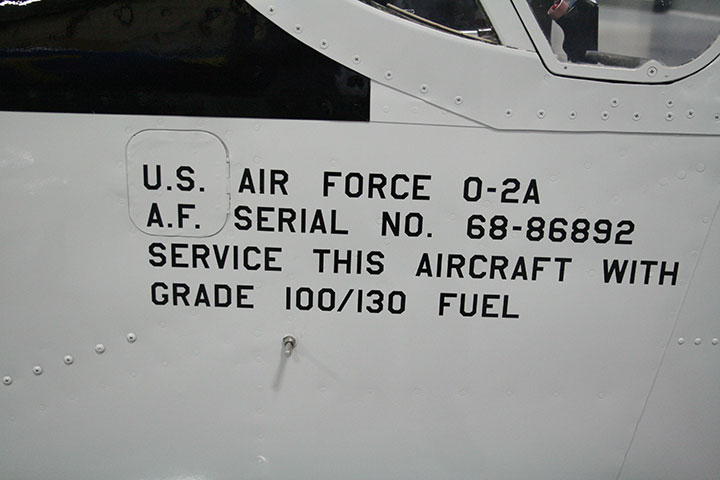 U.S. AIR FORCE O-2A
A.F. SERIAL NO. 68-86892
SERVICE THIS AIRCRAFT WITH
GRADE 100/130 FUEL